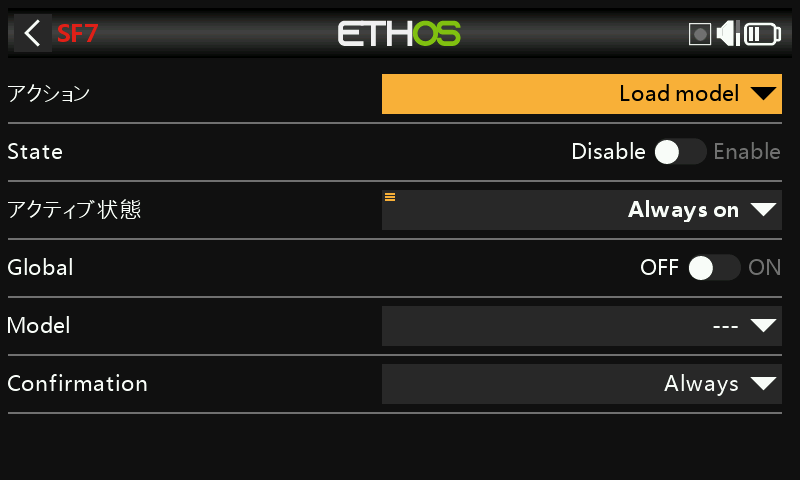 SF7
ETHOS
アクション Load model
State Disable Enable
アクティブ状態 Always on
Global OFF ON
Model ---
Confirmation Always